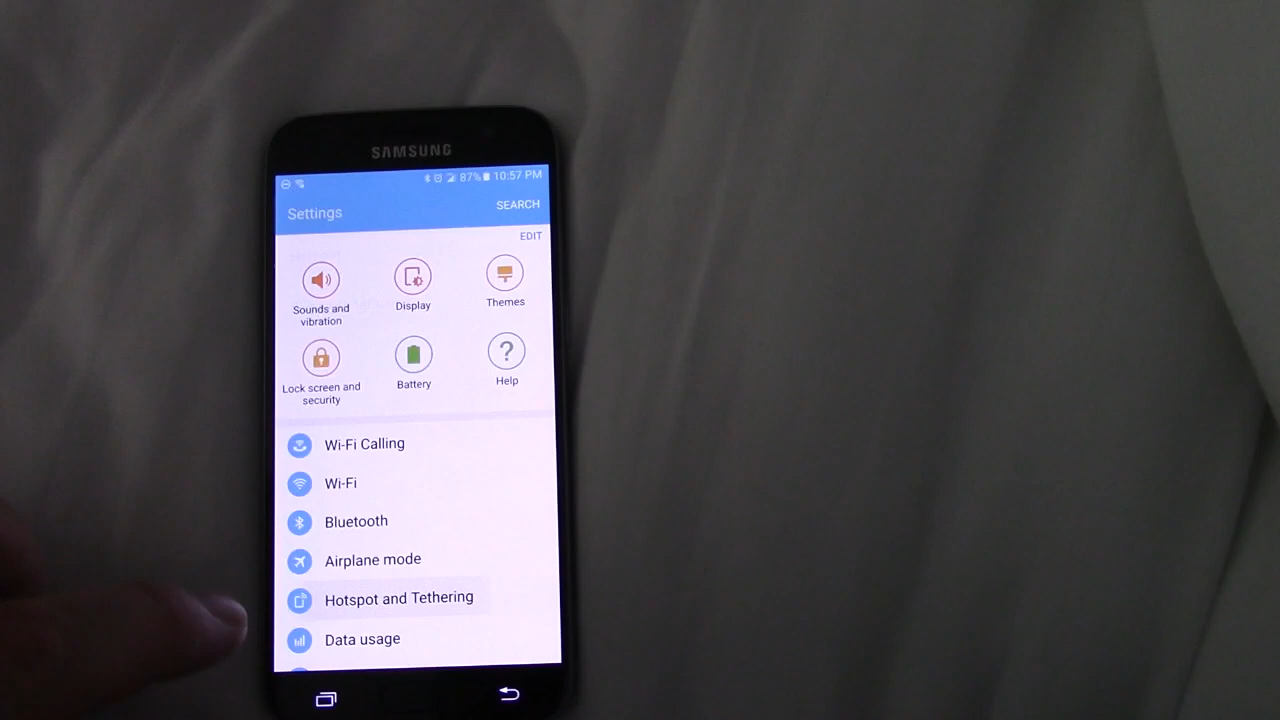 SAMSUNG
87% 10:57 PM
Settings
SEARCH
EDIT
Sounds and
vibration
Display
Themes
Lock screen and
security
Battery
Help
Wi-Fi Calling
Wi-Fi
Bluetooth
Airplane mode
Hotspot and Tethering
Data usage